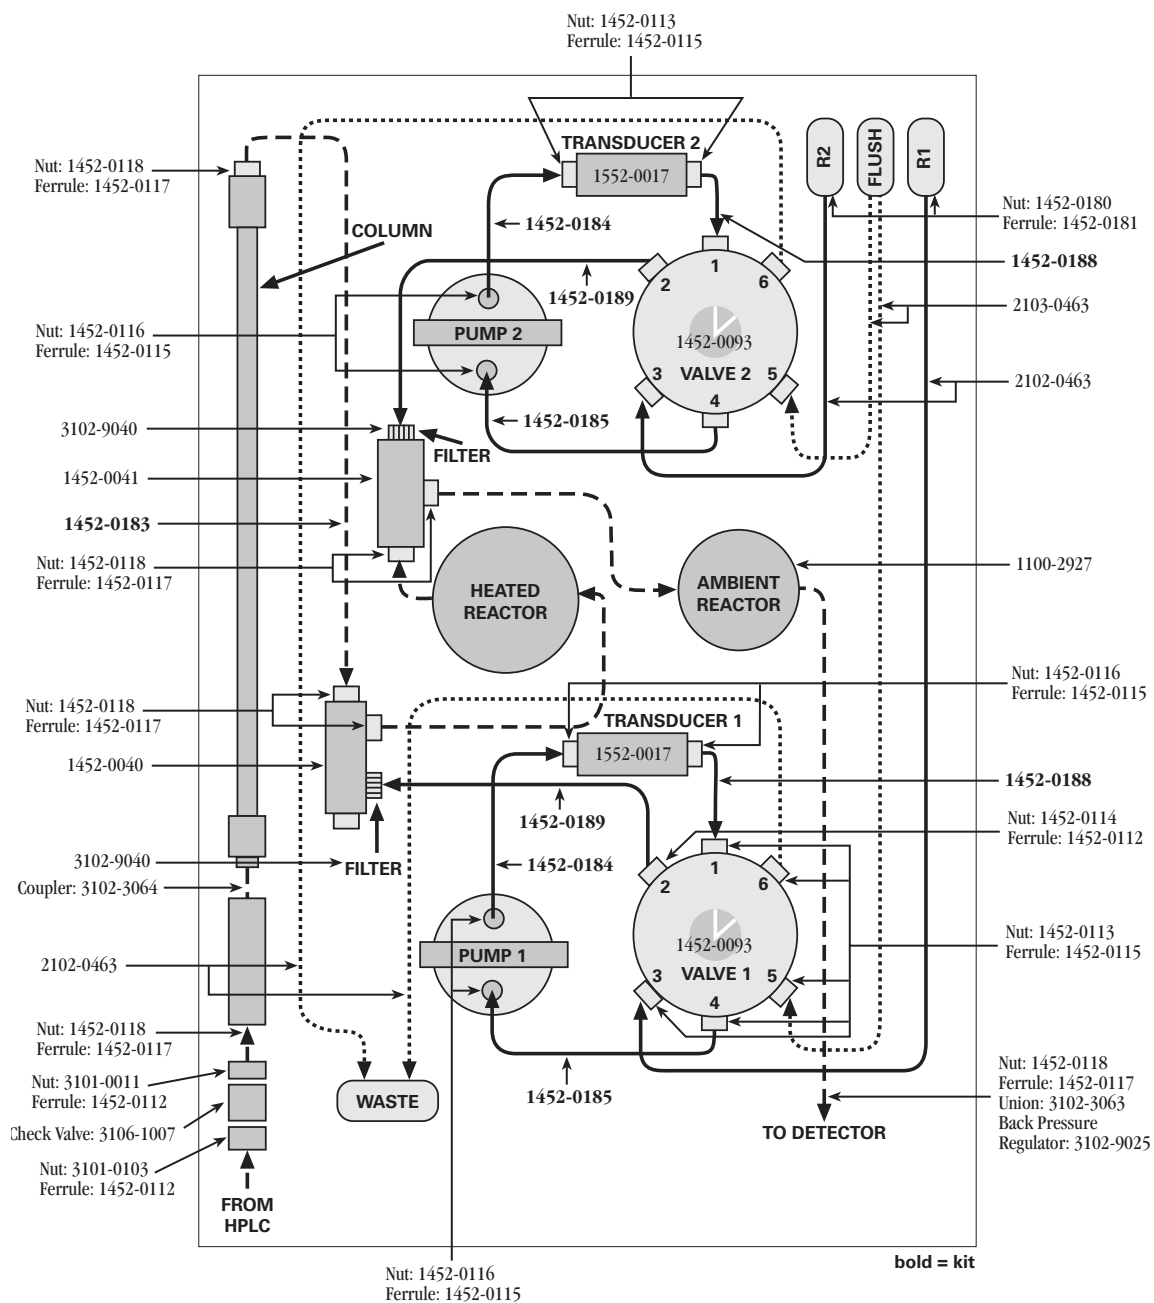 Nut: 1452-0113
Ferrule: 1452-0115
TRANSDUCER 2
1552-0017
R2
FLUSH
R1
Nut: 1452-0118
Ferrule: 1452-0117
Nut: 1452-0180
Ferrule: 1452-0181
1452-0184
COLUMN
1452-0188
1
2
6
1452-0189
2103-0463
Nut: 1452-0116
Ferrule: 1452-0115
PUMP 2
1452-0093
3
VALVE 2
5
4
2102-0463
1452-0185
3102-9040
FILTER
1452-0041
1452-0183
Nut: 1452-0118
Ferrule: 1452-0117
HEATED
REACTOR
AMBIENT
REACTOR
1100-2927
Nut: 1452-0116
Ferrule: 1452-0115
Nut: 1452-0118
Ferrule: 1452-0117
TRANSDUCER 1
1552-0017
1452-0040
1452-0188
1452-0189
Nut: 1452-0114
Ferrule: 1452-0112
3102-9040
FILTER
1452-0184
1
2
6
Coupler: 3102-3064
Nut: 1452-0113
Ferrule: 1452-0115
PUMP 1
1452-0093
3
VALVE 1
5
4
2102-0463
Nut: 1452-0118
Ferrule: 1452-0117
Nut: 3101-0011
Ferrule: 1452-0112
WASTE
1452-0185
Nut: 1452-0118
Ferrule: 1452-0117
Union: 3102-3063
Back Pressure
Regulator: 3102-9025
TO DETECTOR
Check Valve: 3106-1007
Nut: 3101-0103
Ferrule: 1452-0112
FROM
HPLC
bold = kit
Nut: 1452-0116
Ferrule: 1452-0115